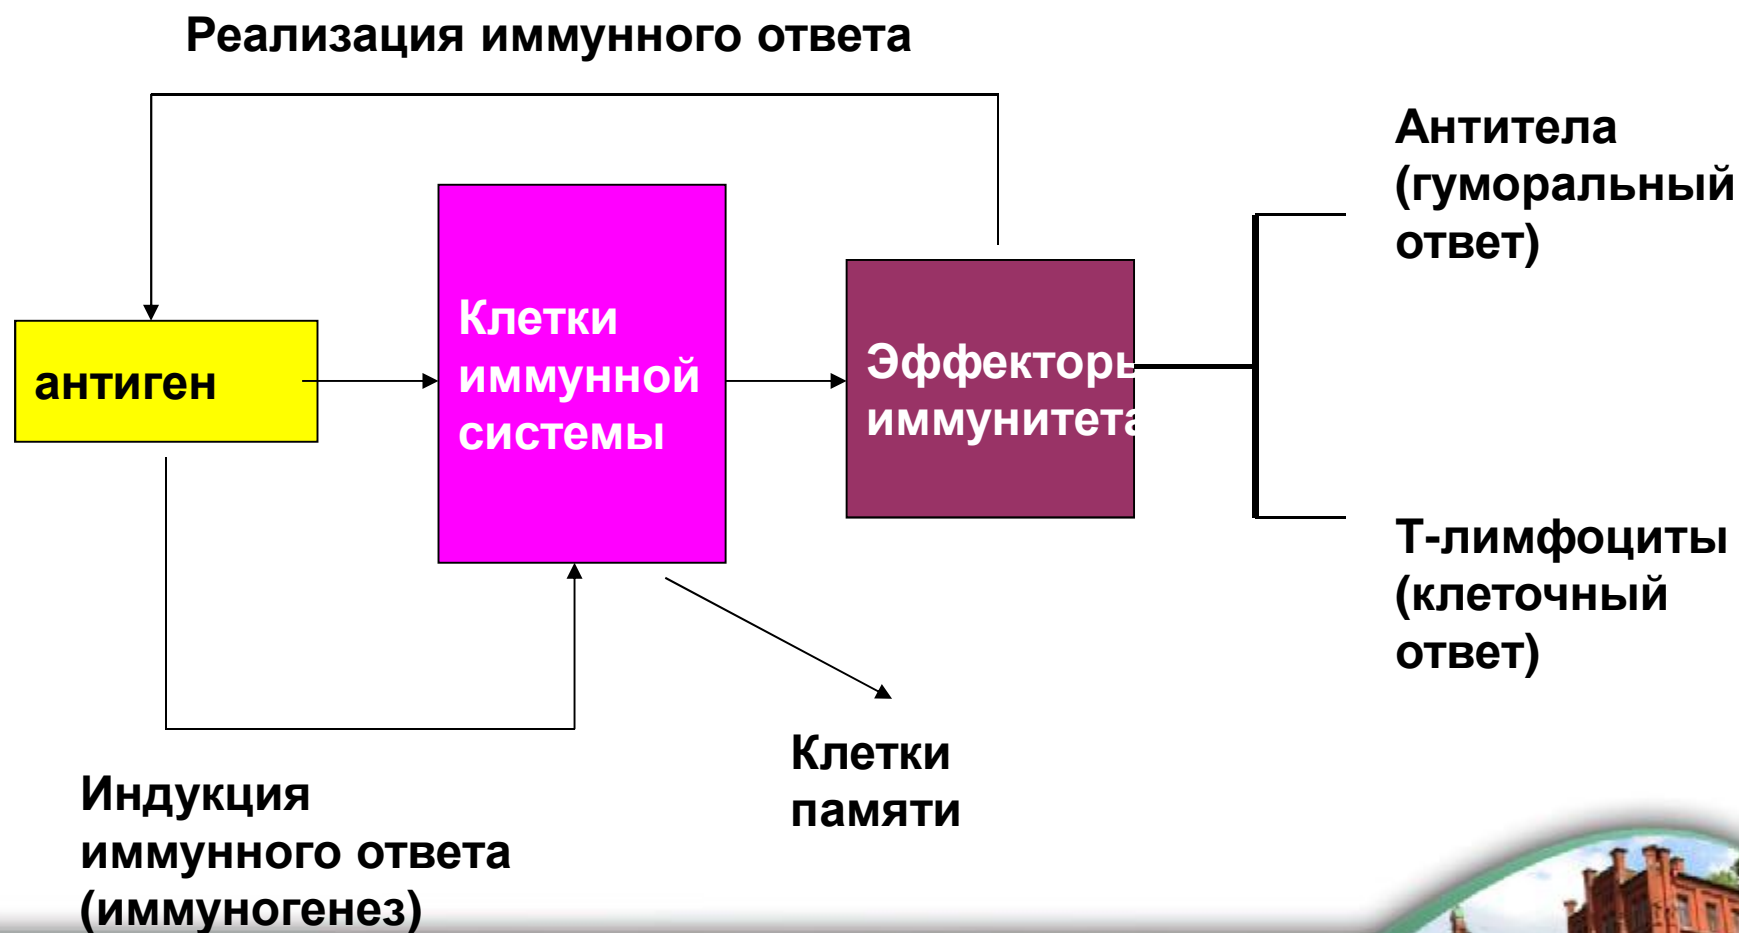 Реализация иммунного ответа
Антитела
(гуморальный
ответ)
Клетки
иммунной
системы
Эффекторы
иммунитета
антиген
Т-лимфоциты
(клеточный
ответ)
Клетки
памяти
Индукция
иммунного ответа
(иммуногенез)